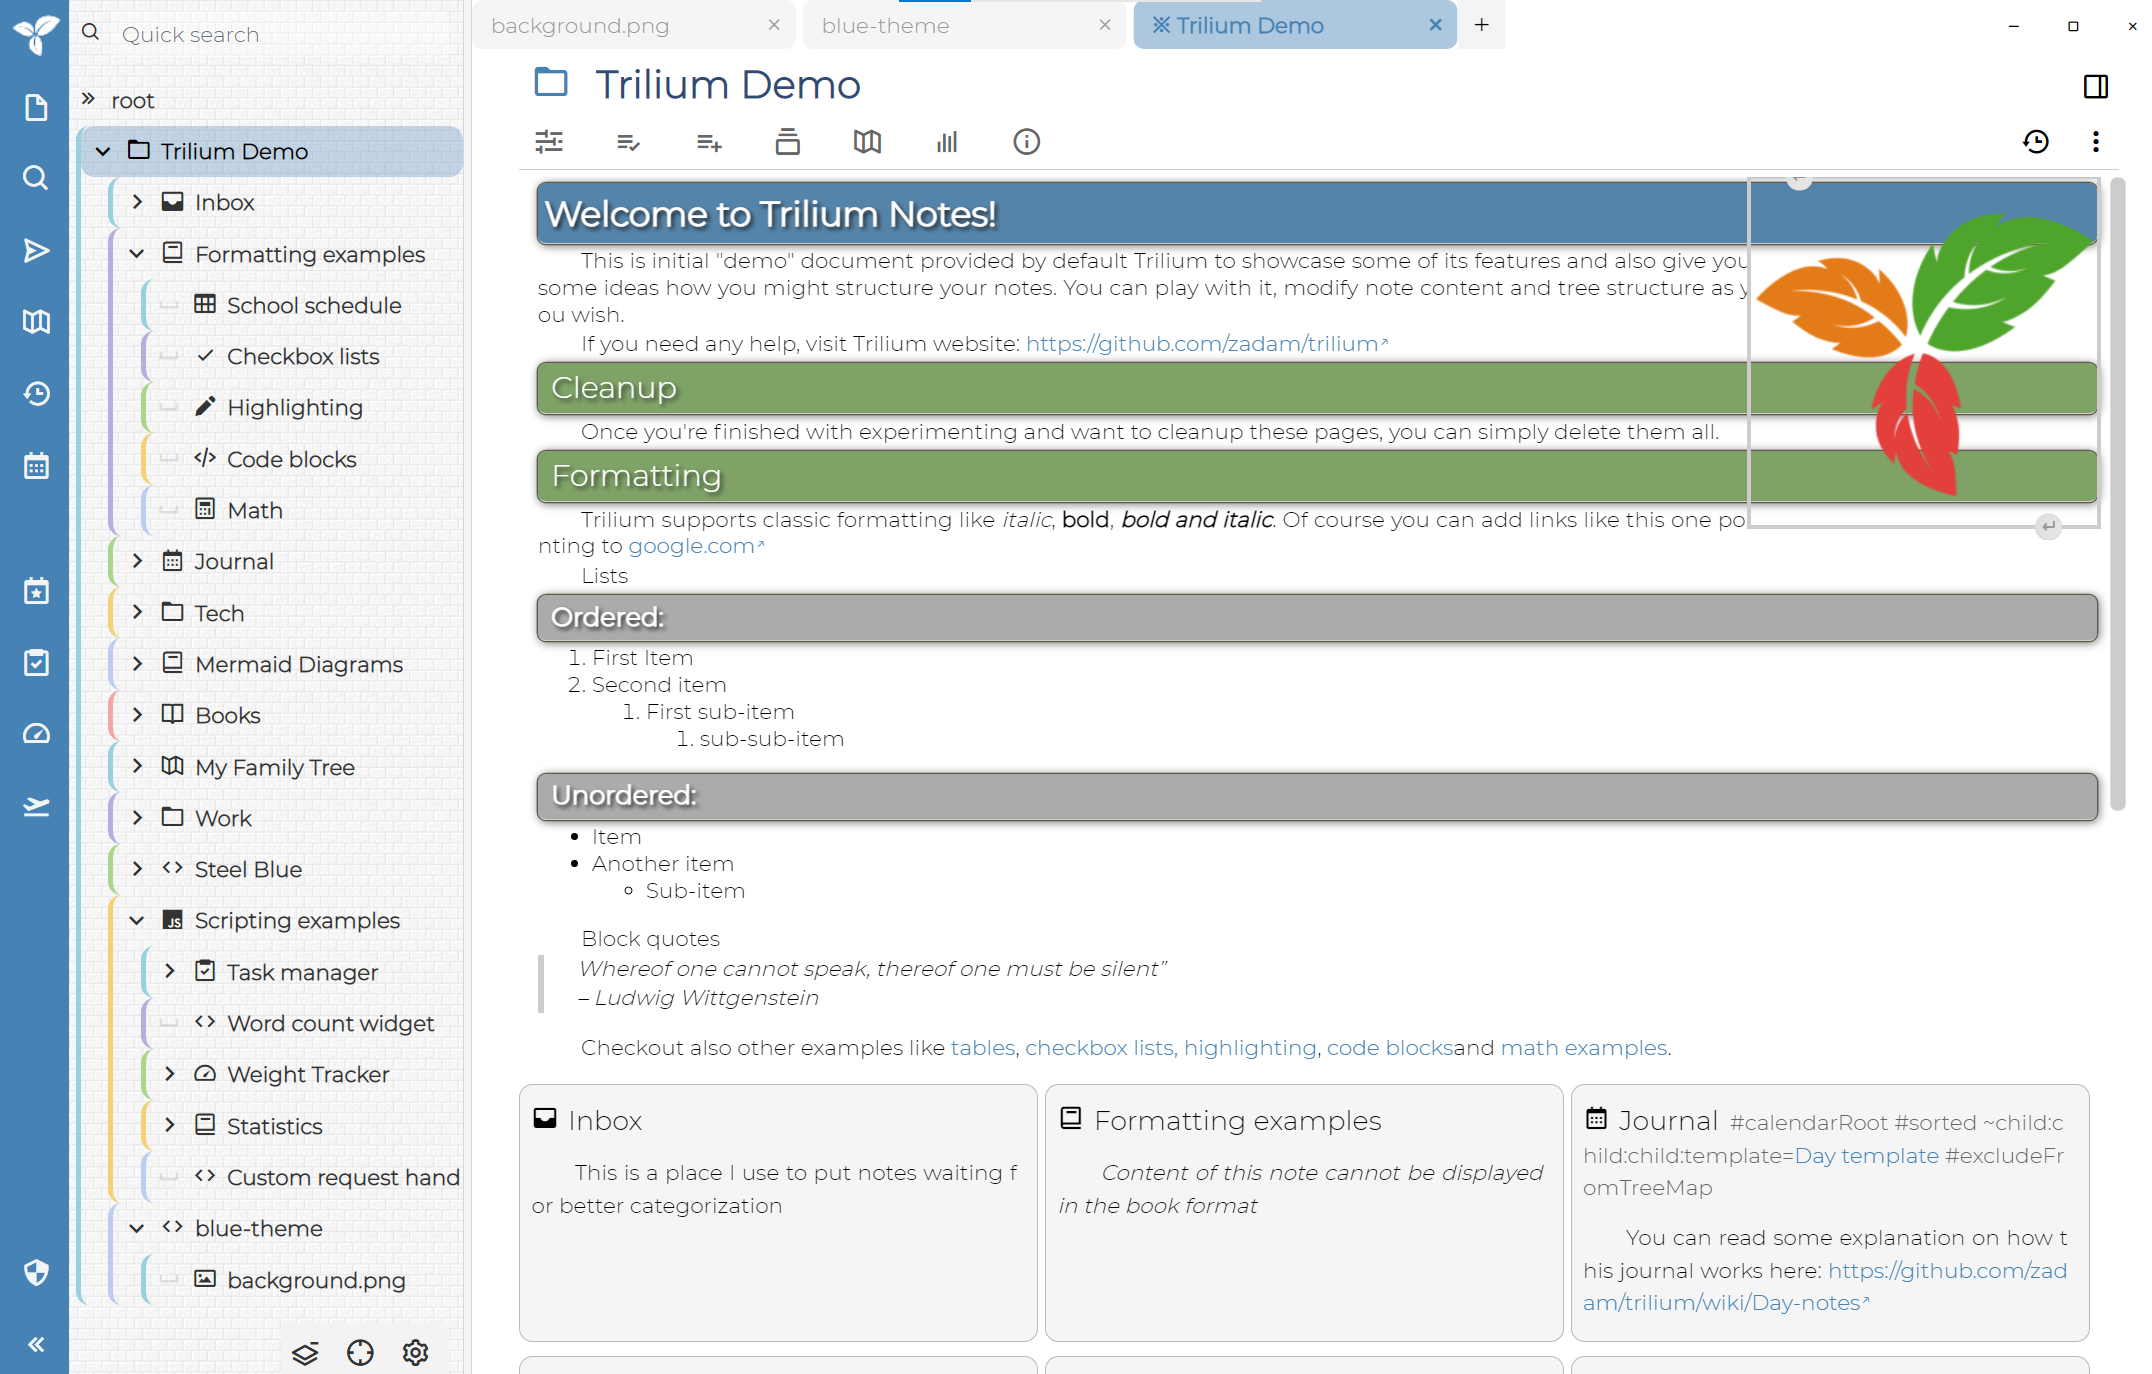 Quick search
root
Trilium Demo
Inbox
Formatting examples
School schedule
Checkbox lists
Highlighting
Code blocks
Math
Journal
Tech
Mermaid Diagrams
Books
My Family Tree
Work
Steel Blue
JS Scripting examples
Task manager
Word count widget
Weight Tracker
Statistics
Custom request hand
blue-theme
background.png
background.png
blue-theme
※ Trilium Demo
Trilium Demo
Welcome to Trilium Notes!
This is initial "demo" document provided by default Trilium to showcase some of its features and also give you
some ideas how you might structure your notes. You can play with it, modify note content and tree structure as y
ou wish.
If you need any help, visit Trilium website: https://github.com/zadam/trilium
Cleanup
Once you're finished with experimenting and want to cleanup these pages, you can simply delete them all.
Formatting
Trilium supports classic formatting like italic, bold, bold and italic. Of course you can add links like this one po
nting to google.com
Lists
Ordered:
1. First Item
2. Second item
1. First sub-item
1. sub-sub-item
Unordered:
• Item
• Another item
◦ Sub-item
Block quotes
Whereof one cannot speak, thereof one must be silent”
– Ludwig Wittgenstein
Checkout also other examples like tables, checkbox lists, highlighting, code blocksand math examples.
Inbox
This is a place I use to put notes waiting f
or better categorization
Formatting examples
Content of this note cannot be displayed
in the book format
Journal #calendarRoot #sorted ~child:c
hild:child:template=Day template #excludeFr
omTreeMap
You can read some explanation on how t
his journal works here: https://github.com/zad
am/trilium/wiki/Day-notes